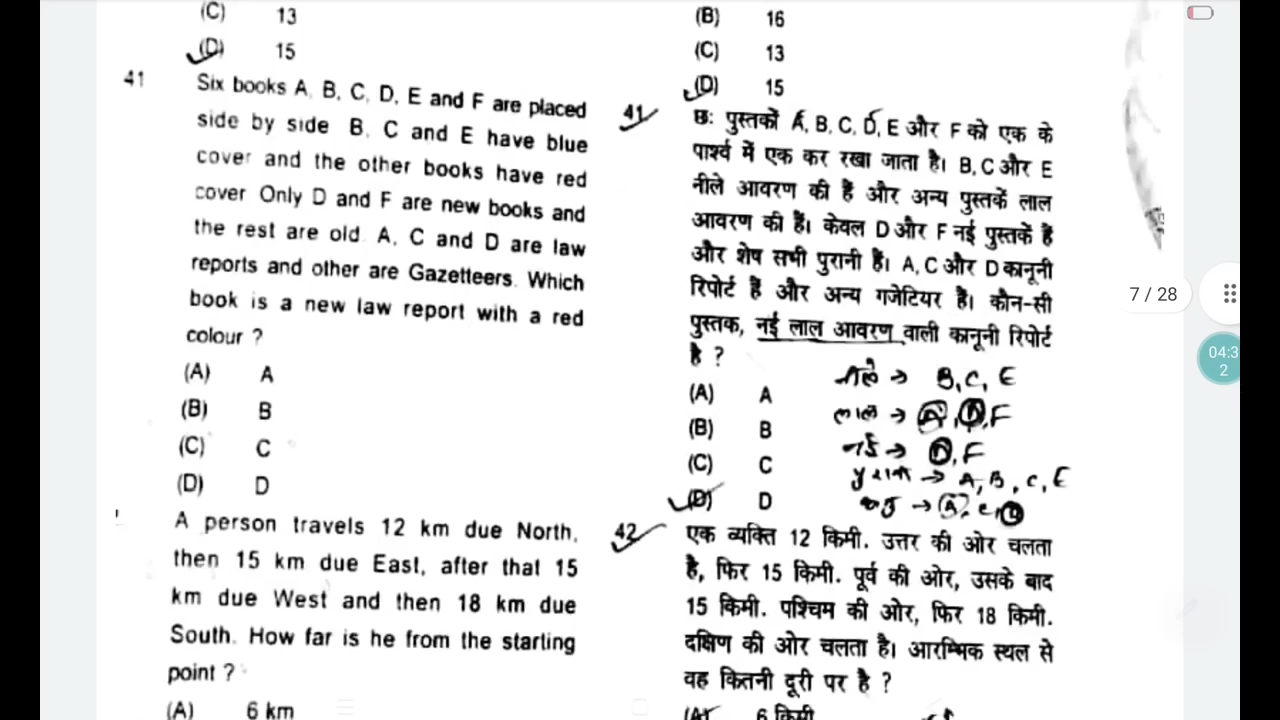 (C) 13
(D) 15
41 Six books A, B, C, D, E and F are placed
side by side B, C and E have blue
cover and the other books have red
cover Only D and F are new books and
the rest are old. A, C and D are law
reports and other are Gazetteers. Which
book is a new law report with a red
colour ?
(A) A
(B) B
(C) C
(D) D
A person travels 12 km due North,
then 15 km due East, after that 15
km due West and then 18 km due
South. How far is he from the starting
point ?
(A) 6 km
(B) 16
(C) 13
(D) 15
41 छः पुस्तकों A, B, C, D, E और F को एक के
पार्श्व में एक कर रखा जाता है। B, C और E
नीले आवरण की हैं और अन्य पुस्तकें लाल
आवरण की हैं। केवल D और F नई पुस्तकें हैं
और शेष सभी पुरानी हैं। A, C और D कानूनी
रिपोर्ट हैं और अन्य गजेटियर हैं। कौन-सी
पुस्तक, नई लाल आवरण वाली कानूनी रिपोर्ट
है ?
(A) A
(B) B
(C) C
(D) D
नीले → B, C, E
लाल → A, D, F
नई → D, F
→ A, B, C, E
→ A, C, D
42 एक व्यक्ति 12 किमी. उत्तर की ओर चलता
है, फिर 15 किमी. पूर्व की ओर, उसके बाद
15 किमी. पश्चिम की ओर, फिर 18 किमी.
दक्षिण की ओर चलता है। आरम्भिक स्थल से
वह कितनी दूरी पर है ?
(A) 6 किमी
7 / 28
04:3
2